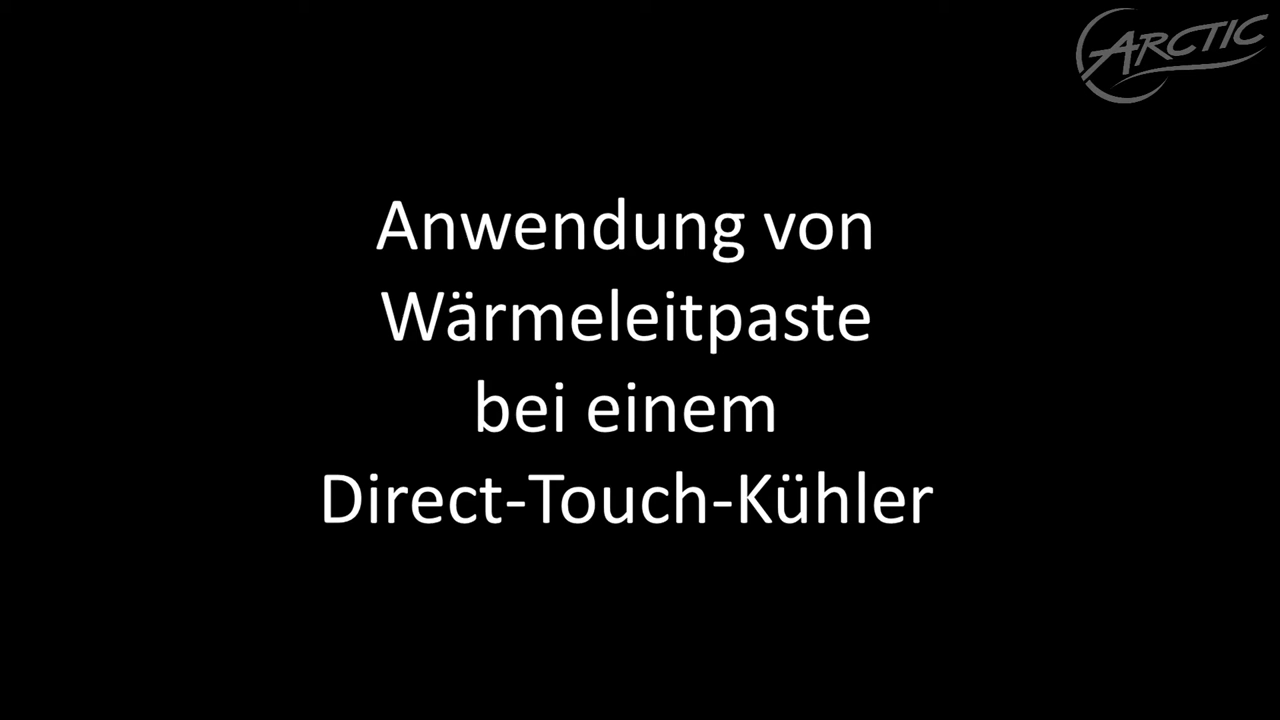 ARCTIC
Anwendung von
Wärmeleitpaste
bei einem
Direct-Touch-Kühler